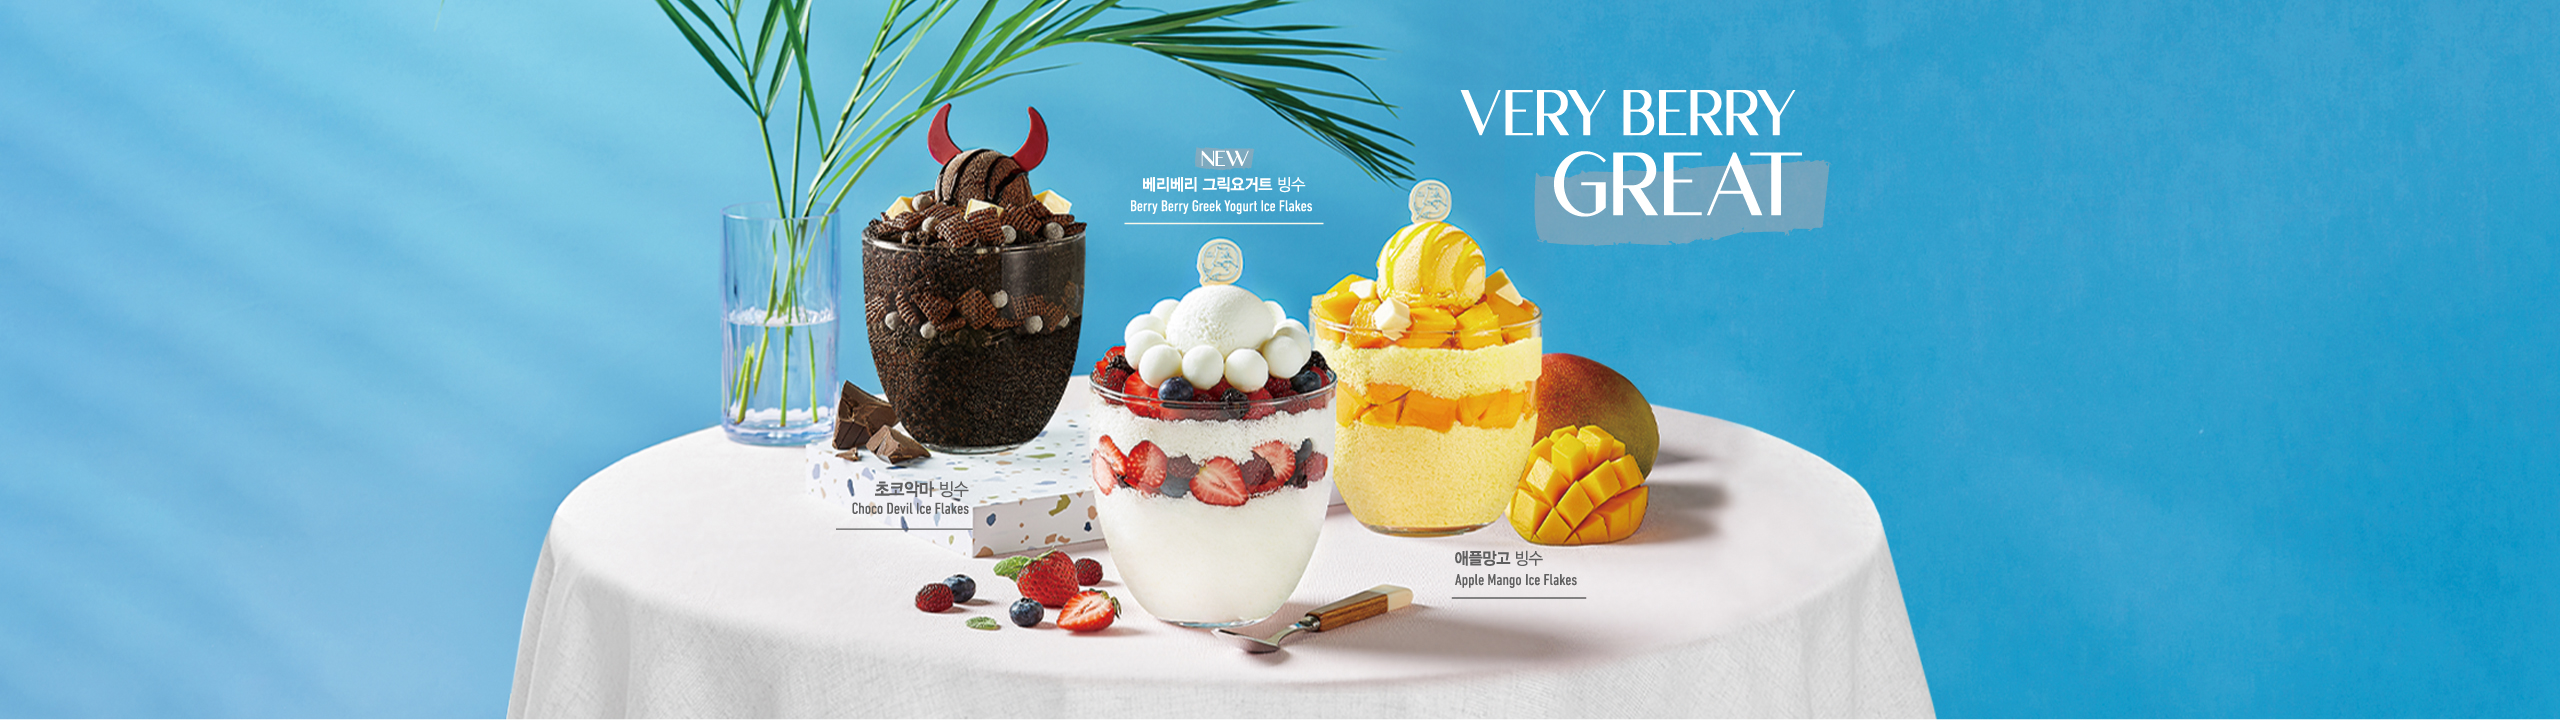 VERY BERRY
GREAT
NEW
베리베리 그릭요거트 빙수
Berry Berry Greek Yogurt Ice Flakes
초코악마 빙수
Choco Devil Ice Flakes
애플망고 빙수
Apple Mango Ice Flakes